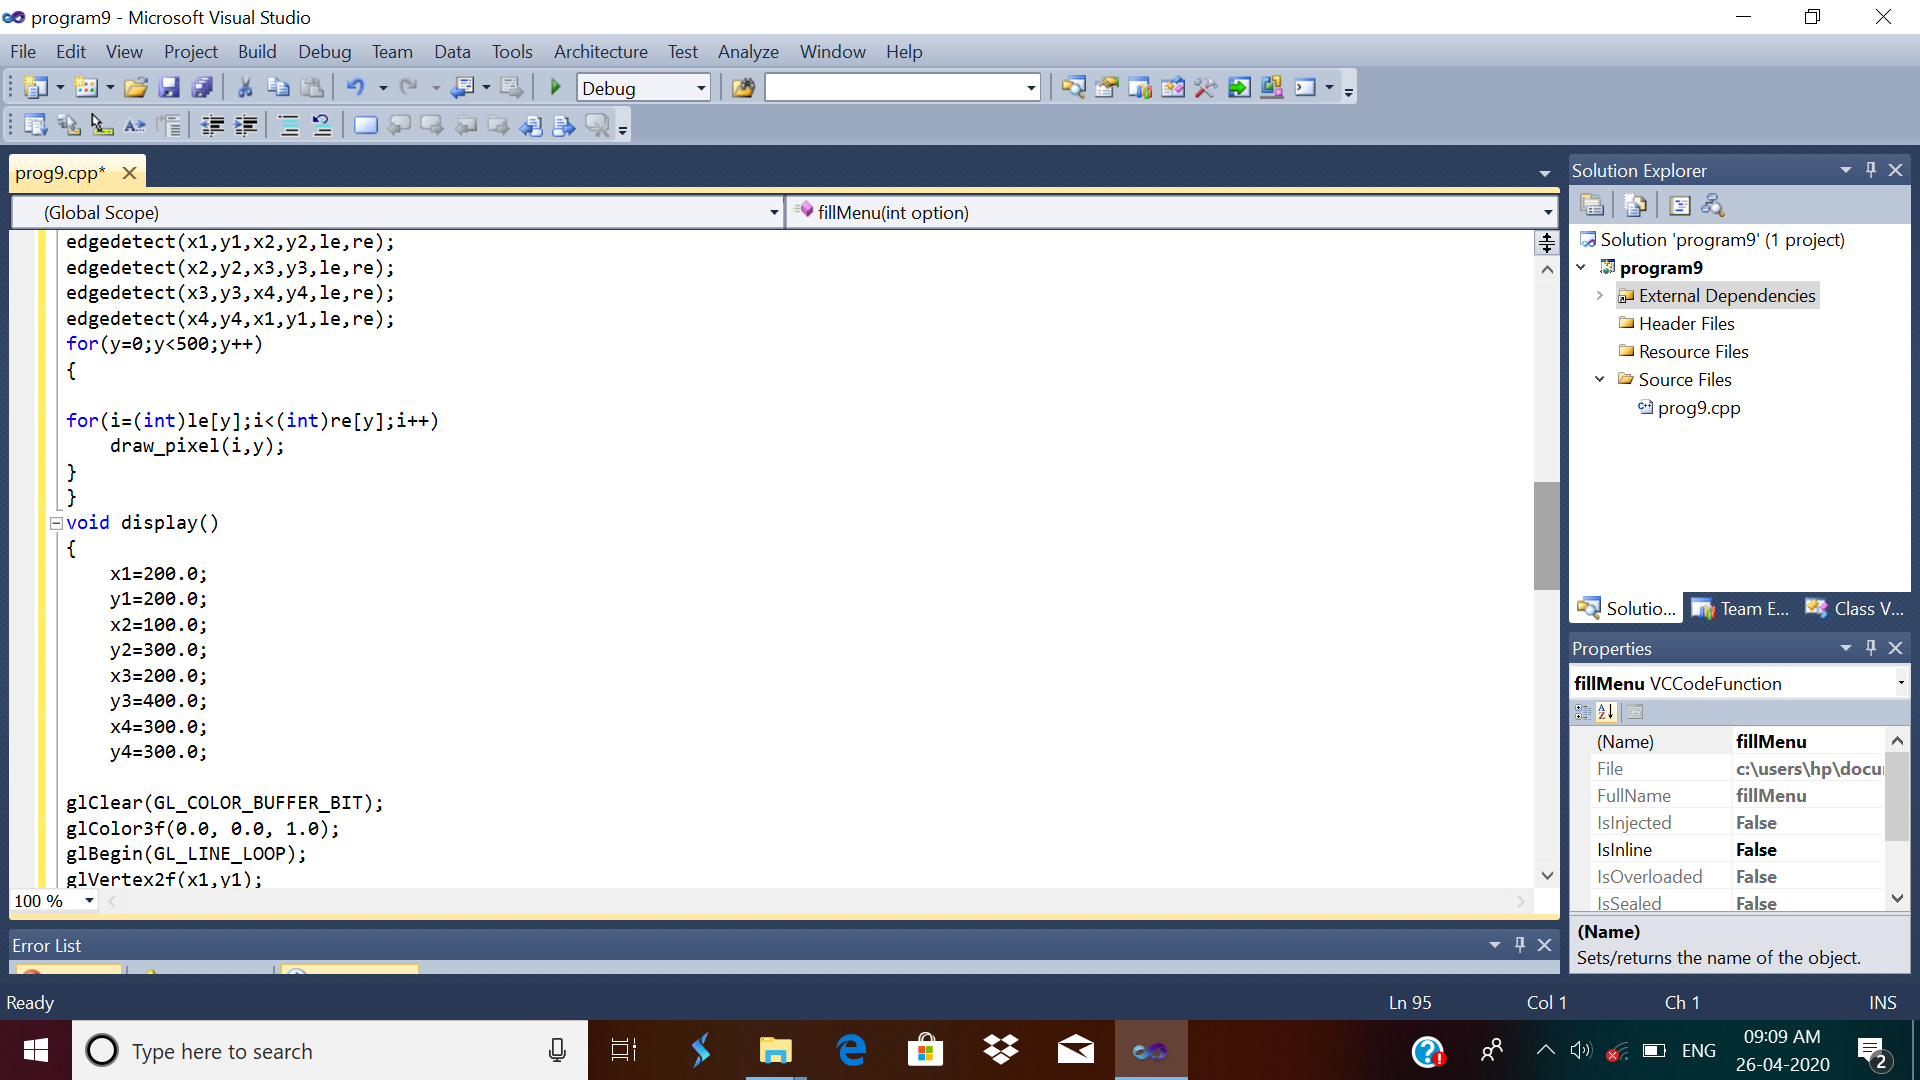 program9 - Microsoft Visual Studio
File Edit View Project Build Debug Team Data Tools Architecture Test Analyze Window Help
Debug
prog9.cpp*
(Global Scope)
fillMenu(int option)
edgedetect(x1,y1,x2,y2,le,re);
edgedetect(x2,y2,x3,y3,le,re);
edgedetect(x3,y3,x4,y4,le,re);
edgedetect(x4,y4,x1,y1,le,re);
for(y=0;y<500;y++)
{
for(i=(int)le[y];i<(int)re[y];i++)
draw_pixel(i,y);
}
}
void display()
{
x1=200.0;
y1=200.0;
x2=100.0;
y2=300.0;
x3=200.0;
y3=400.0;
x4=300.0;
y4=300.0;
glClear(GL_COLOR_BUFFER_BIT);
glColor3f(0.0, 0.0, 1.0);
glBegin(GL_LINE_LOOP);
glVertex2f(x1,y1);
100 %
Error List
Solution Explorer
Solution 'program9' (1 project)
program9
External Dependencies
Header Files
Resource Files
Source Files
prog9.cpp
Solutio... Team E... Class V...
Properties
fillMenu VCCodeFunction
(Name) fillMenu
File c:\users\hp\docu
FullName fillMenu
IsInjected False
IsInline False
IsOverloaded False
IsSealed False
(Name)
Sets/returns the name of the object.
Ready Ln 95 Col 1 Ch 1 INS
Type here to search
ENG
09:09 AM
26-04-2020
2